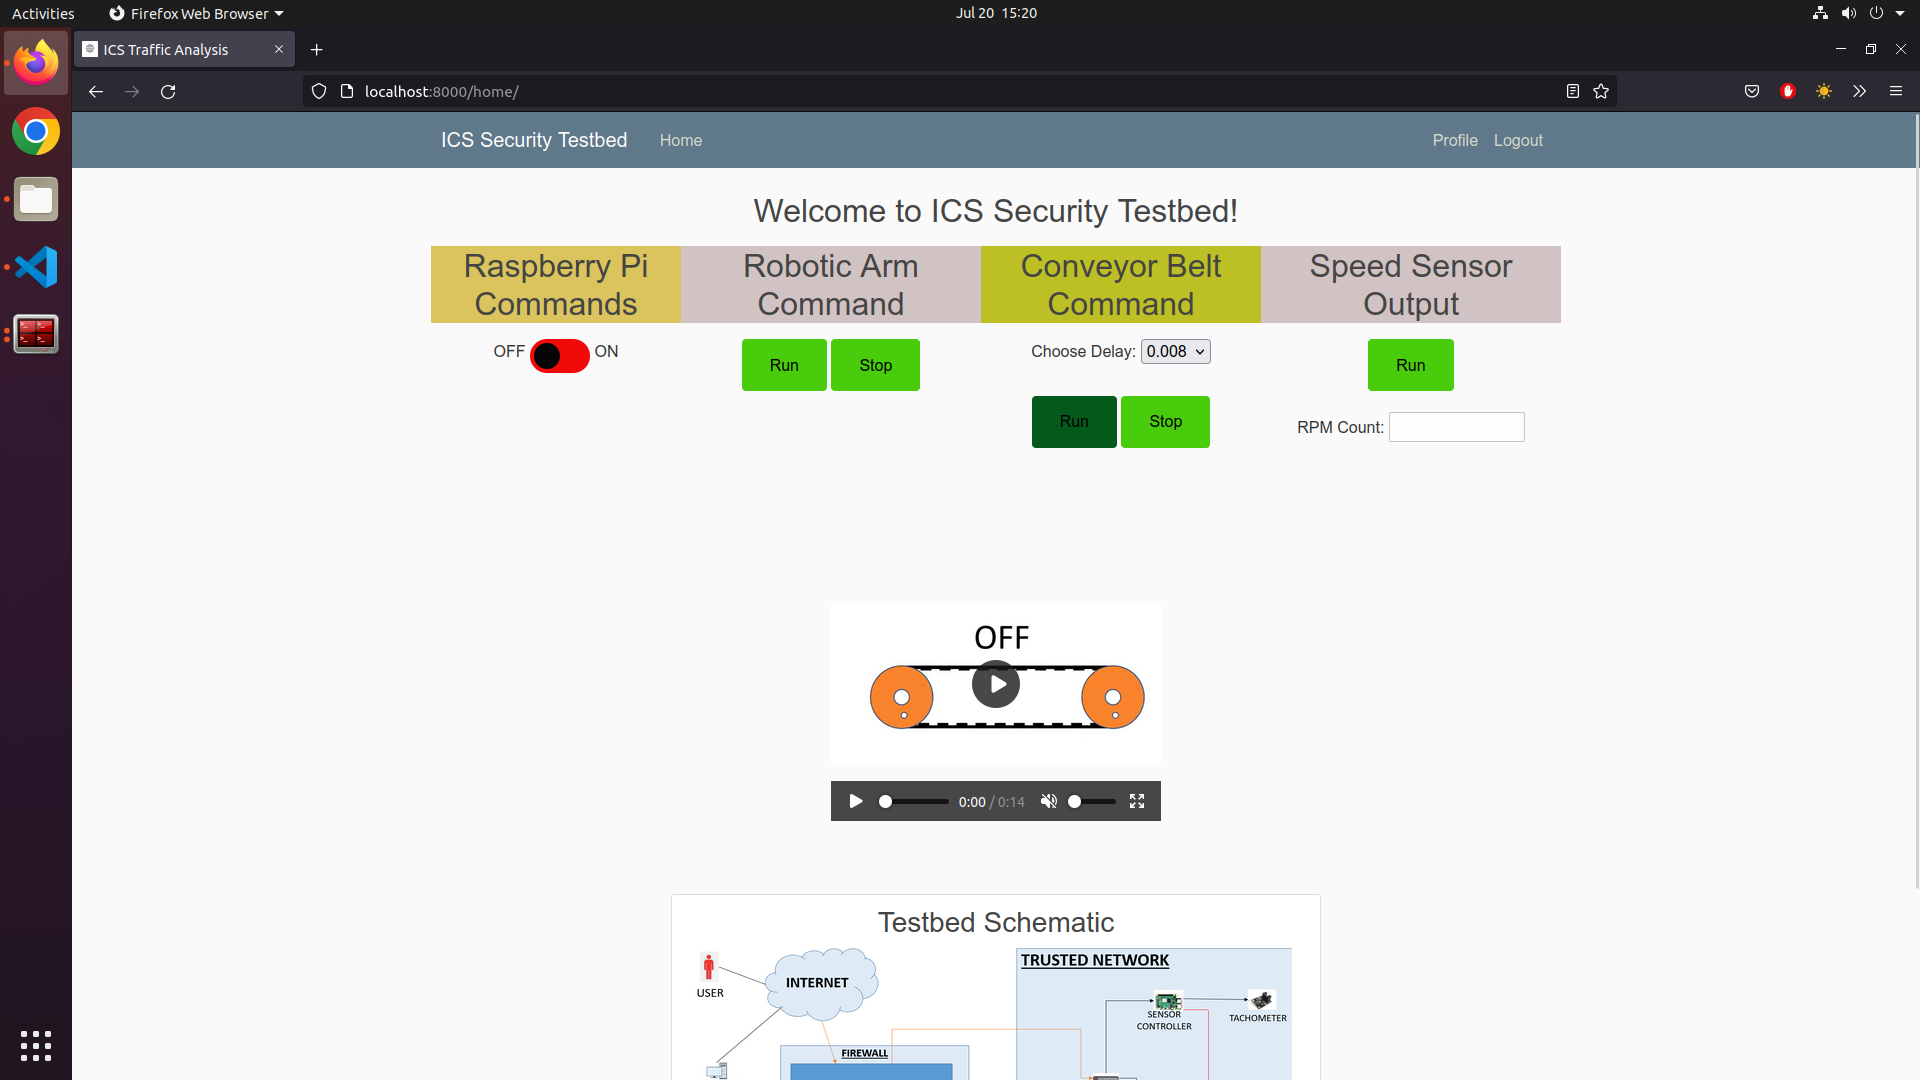 Activities
Firefox Web Browser
Jul 20 15:20
ICS Traffic Analysis
localhost:8000/home/
ICS Security Testbed
Home
Profile
Logout
Welcome to ICS Security Testbed!
Raspberry Pi
Commands
Robotic Arm
Command
Conveyor Belt
Command
Speed Sensor
Output
OFF
ON
Run
Stop
Choose Delay: 0.008
Run
Stop
Run
RPM Count:
OFF
0:00 / 0:14
Testbed Schematic
USER
INTERNET
FIREWALL
TRUSTED NETWORK
SENSOR
CONTROLLER
TACHOMETER